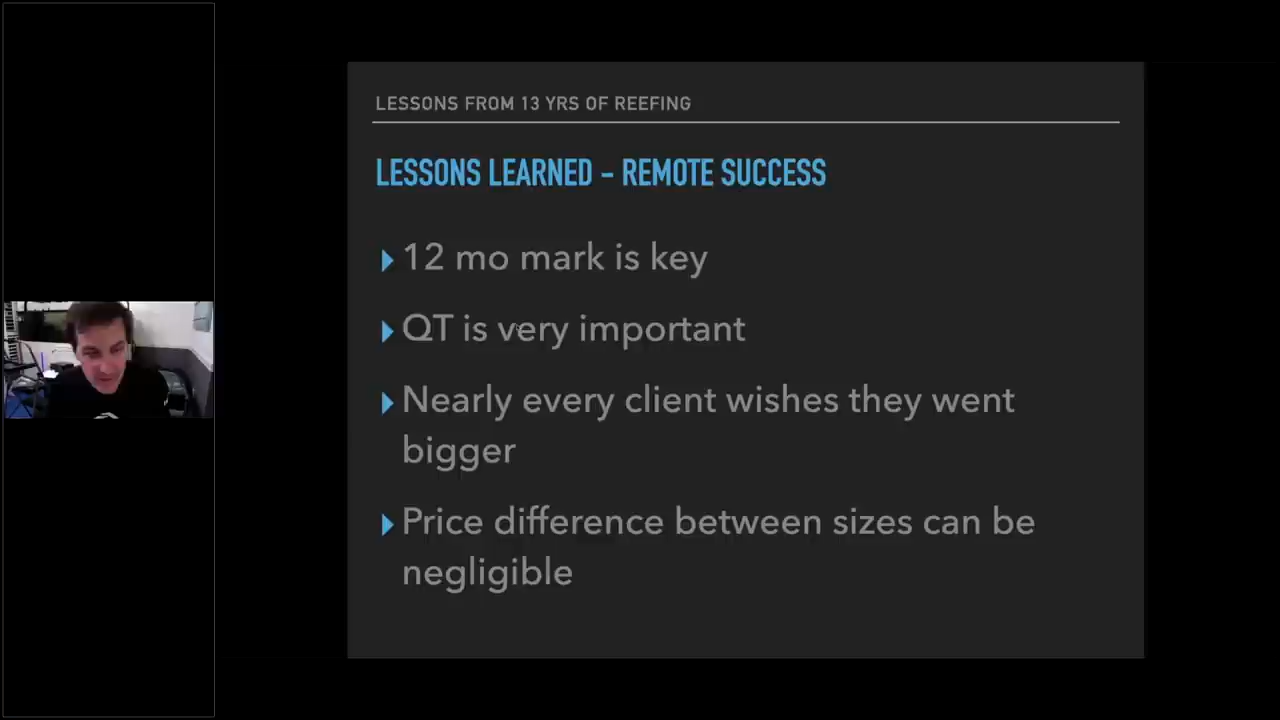 LESSONS FROM 13 YRS OF REEFING
LESSONS LEARNED - REMOTE SUCCESS
12 mo mark is key
QT is very important
Nearly every client wishes they went
bigger
Price difference between sizes can be
negligible